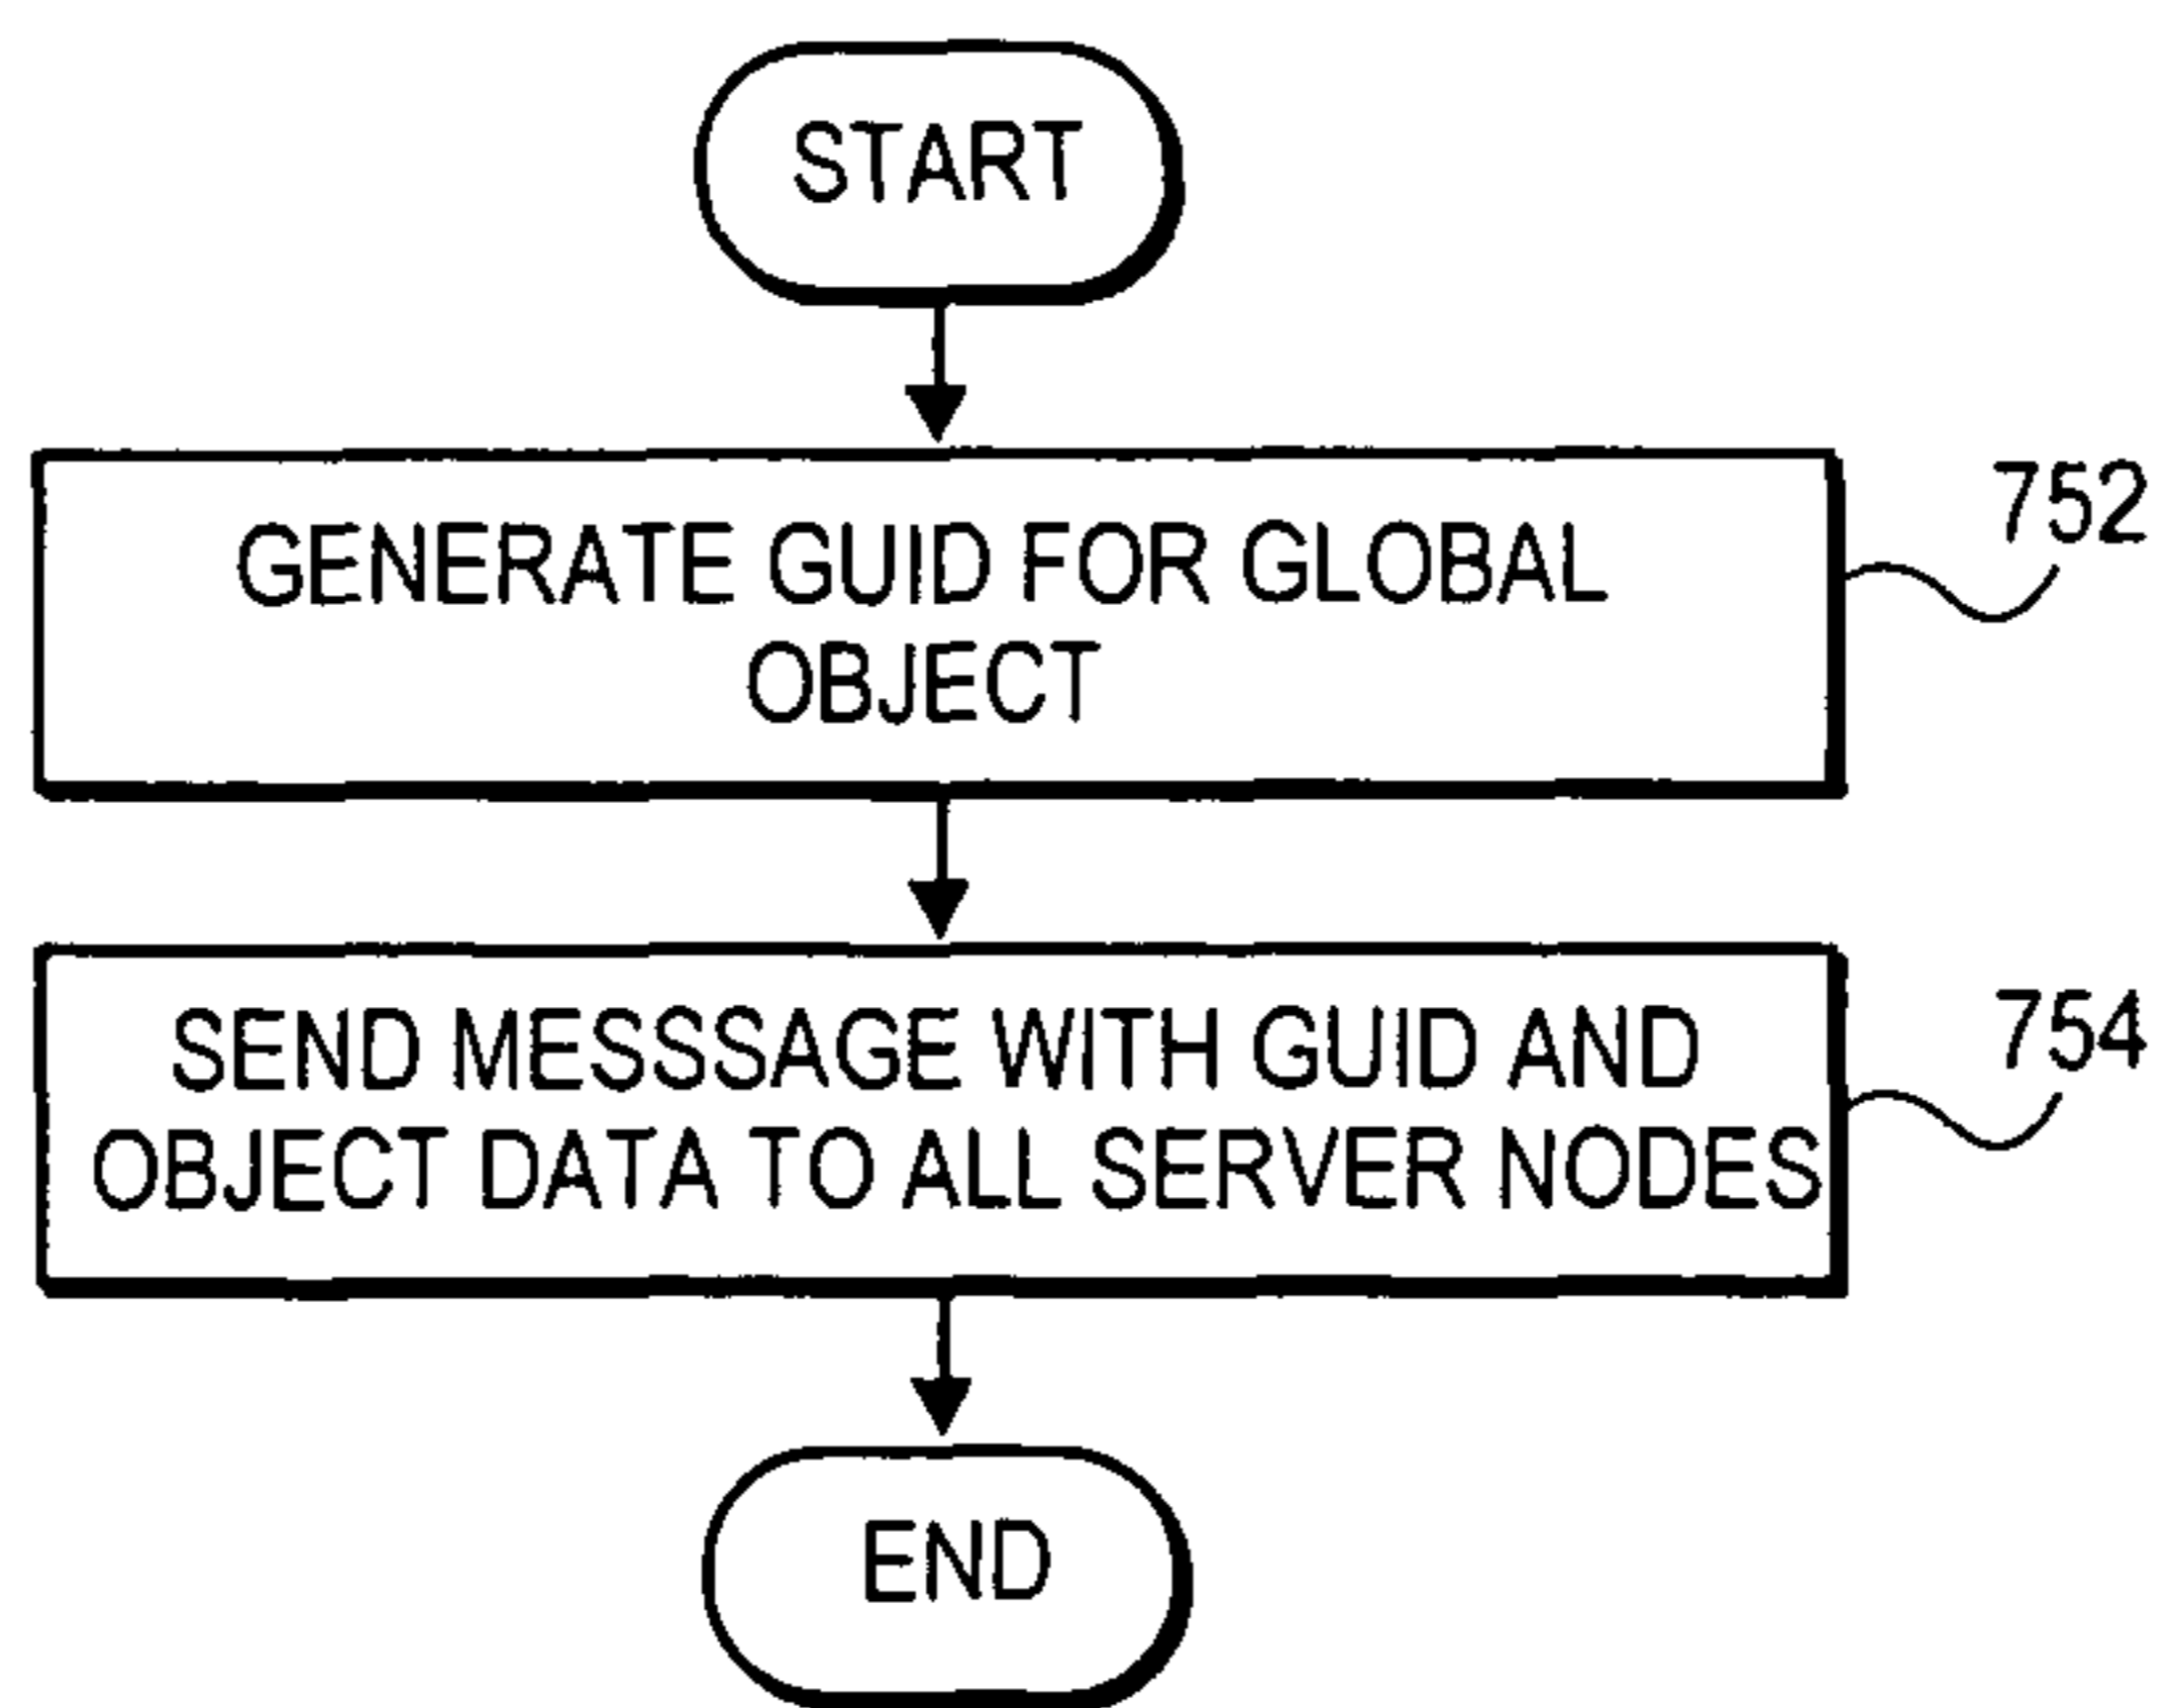 START
GENERATE GUID FOR GLOBAL
OBJECT
752
SEND MESSSAGE WITH GUID AND
OBJECT DATA TO ALL SERVER NODES
754
END